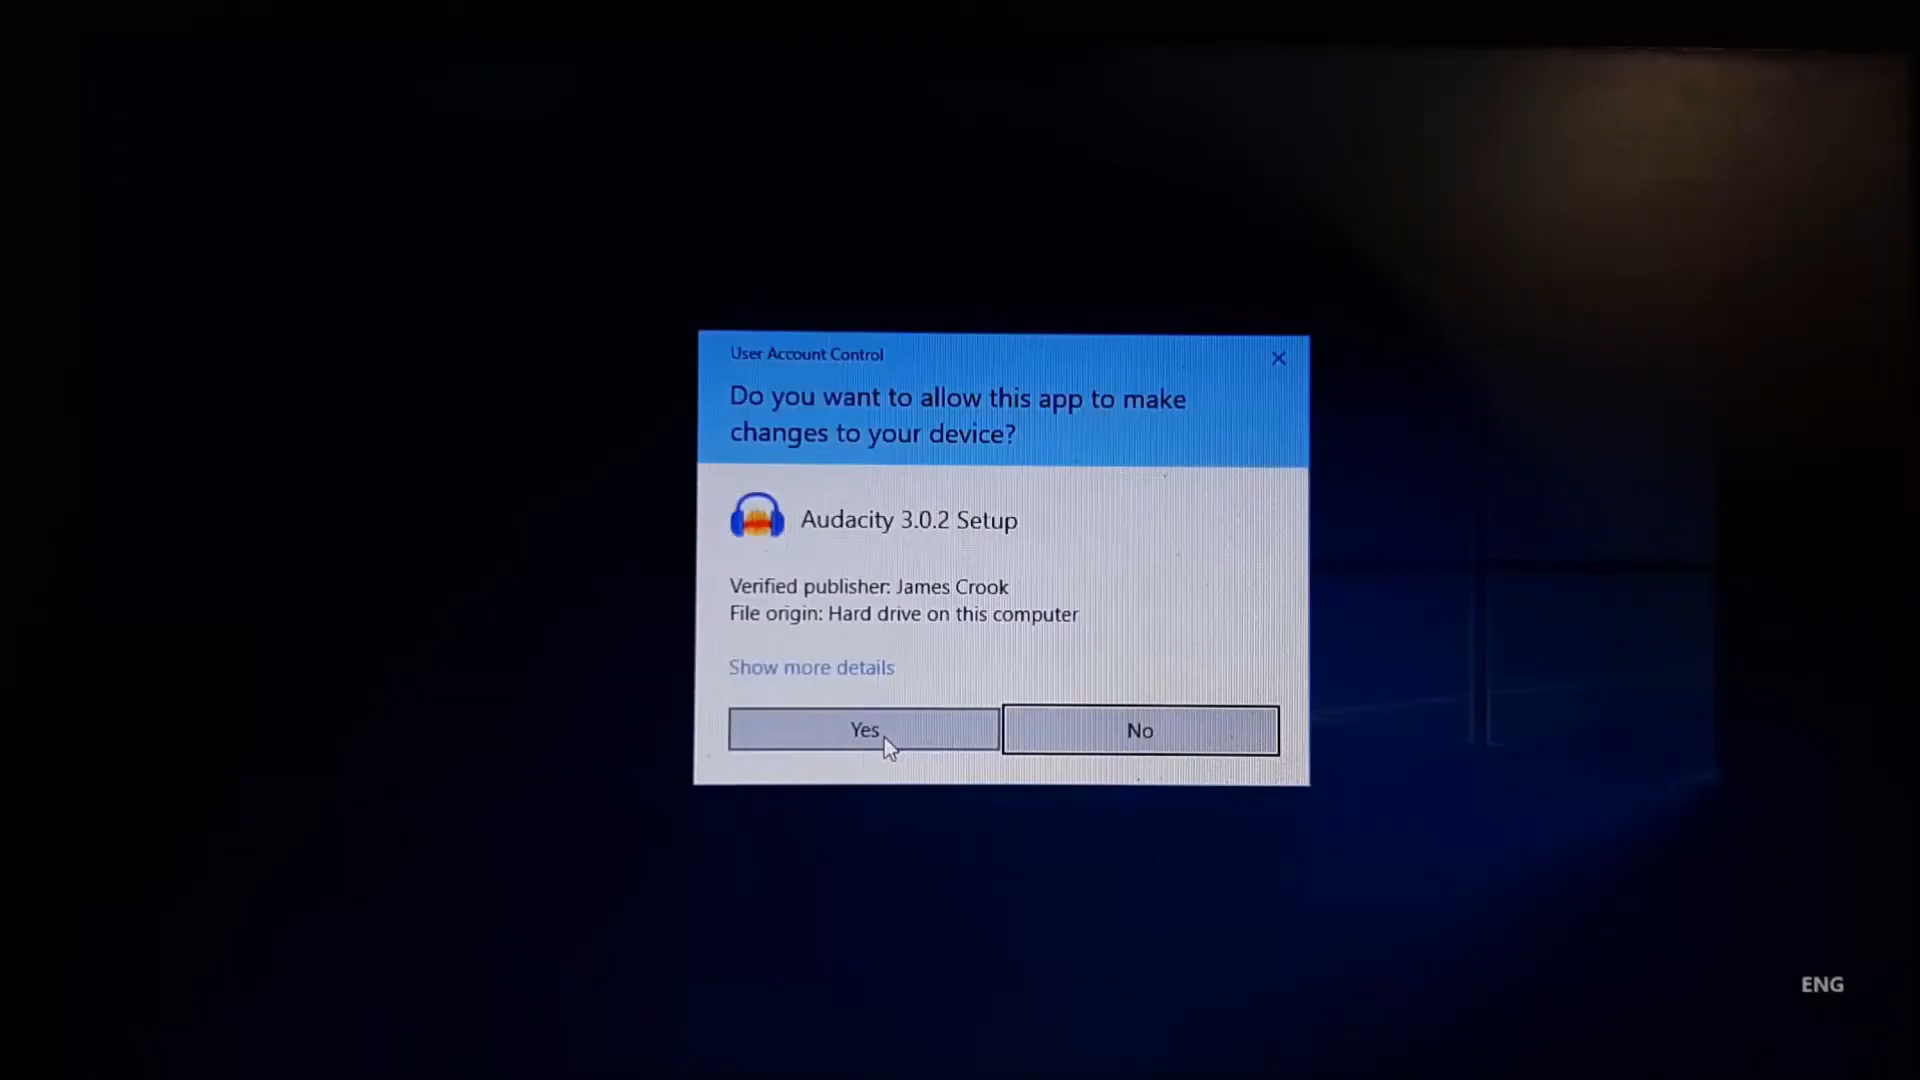 User Account Control
Do you want to allow this app to make
changes to your device?
Audacity 3.0.2 Setup
Verified publisher: James Crook
File origin: Hard drive on this computer
Show more details
Yes
No
ENG